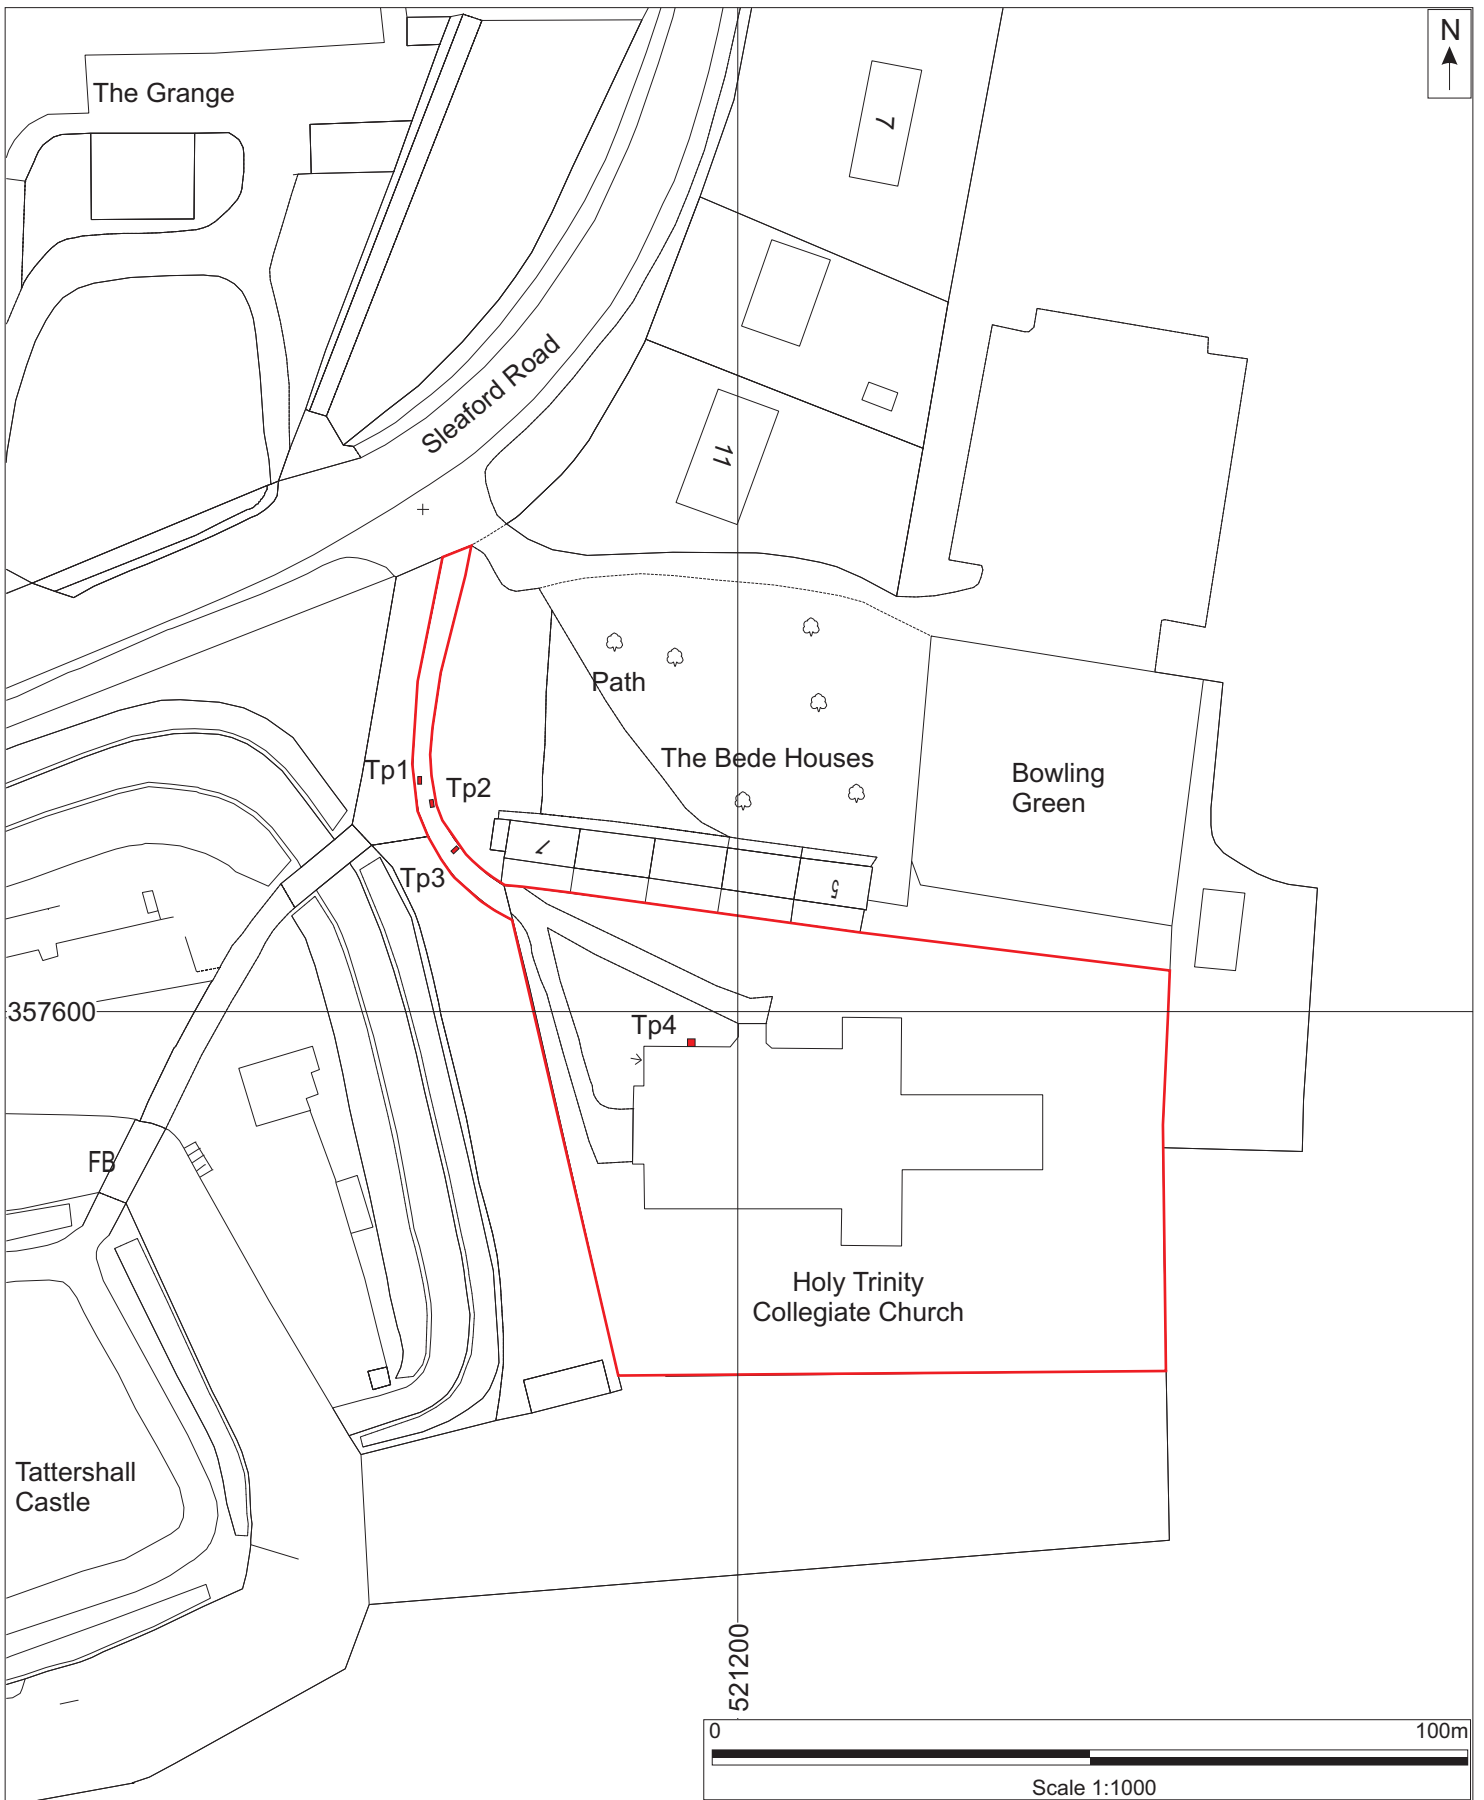 N
The Grange
7
Sleaford Road
11
Path
The Bede Houses
Bowling
Green
Tp1
Tp2
Tp3
1
5
357600
Tp4
FB
Holy Trinity
Collegiate Church
Tattershall
Castle
521200
0
100m
Scale 1:1000